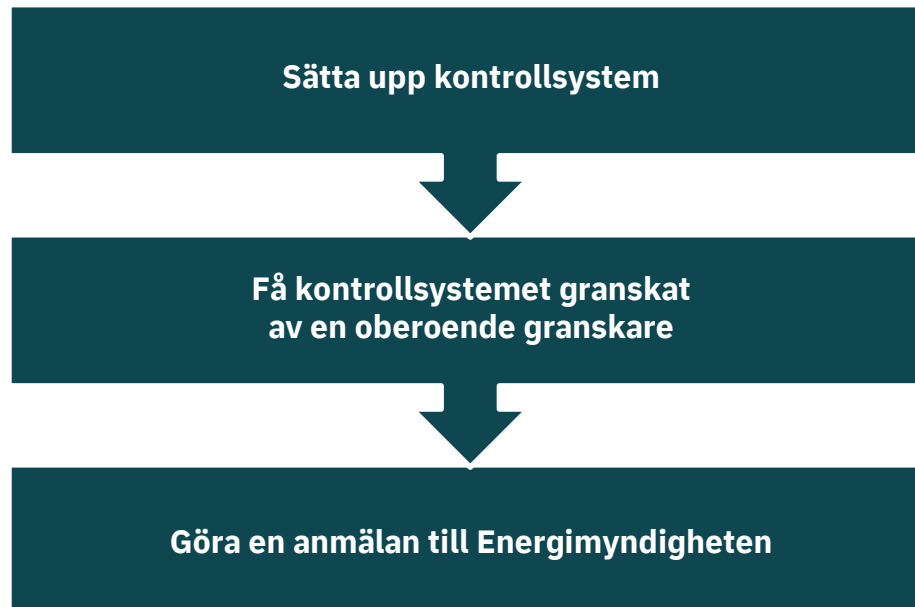 Sätta upp kontrollsystem
Få kontrollsystemet granskat
av en oberoende granskare
Göra en anmälan till Energimyndigheten